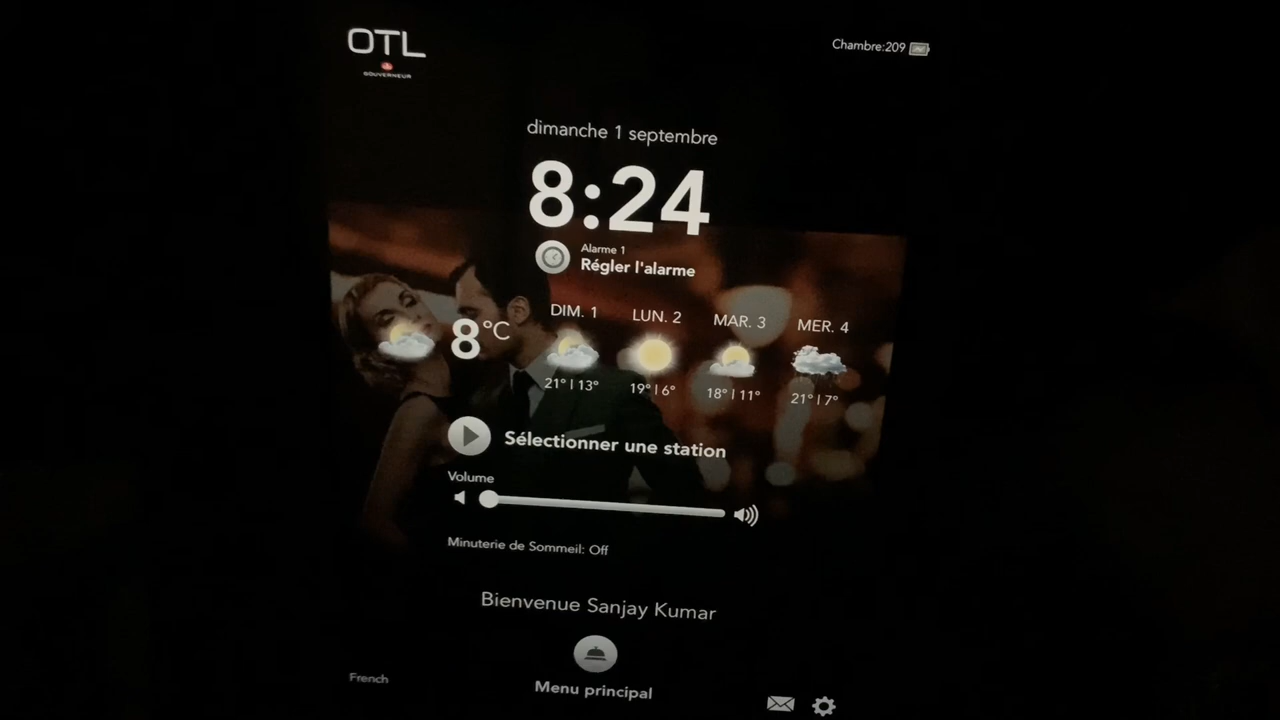 OTL
GOUVERNEUR
Chambre:209
dimanche 1 septembre
8:24
Alarme 1
Régler l'alarme
8°C
DIM. 1 LUN. 2 MAR. 3 MER. 4
21° | 13° 19° | 6° 18° | 11° 21° | 7°
Sélectionner une station
Volume
Minuterie de Sommeil: Off
Bienvenue Sanjay Kumar
French
Menu principal